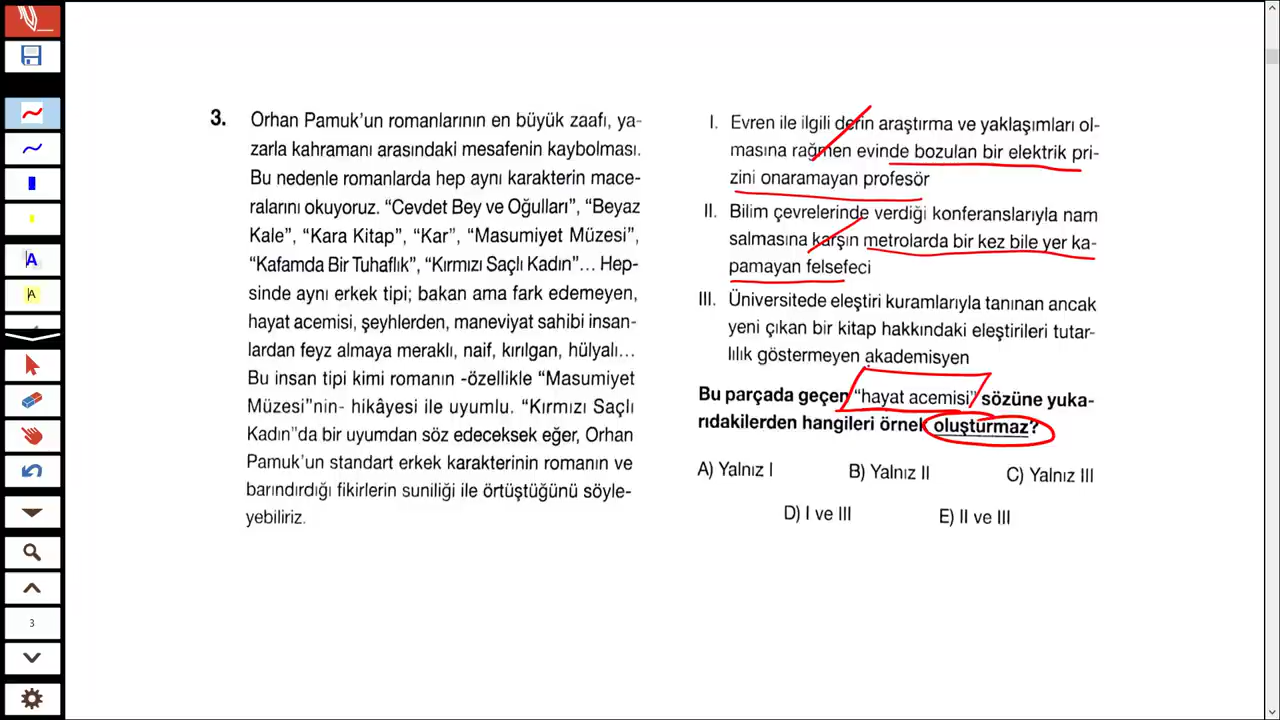 3. Orhan Pamuk’un romanlarının en büyük zaafı, ya-
zarla kahramanı arasındaki mesafenin kaybolması.
Bu nedenle romanlarda hep aynı karakterin mace-
ralarını okuyoruz. “Cevdet Bey ve Oğulları”, “Beyaz
Kale”, “Kara Kitap”, “Kar”, “Masumiyet Müzesi”,
“Kafamda Bir Tuhaflık”, “Kırmızı Saçlı Kadın”... Hep-
sinde aynı erkek tipi; bakan ama fark edemeyen,
hayat acemisi, şeyhlerden, maneviyat sahibi insan-
lardan feyz almaya meraklı, naif, kırılgan, hülyalı...
Bu insan tipi kimi romanın -özellikle “Masumiyet
Müzesi”nin- hikâyesi ile uyumlu. “Kırmızı Saçlı
Kadın”da bir uyumdan söz edeceksek eğer, Orhan
Pamuk’un standart erkek karakterinin romanın ve
barındırdığı fikirlerin suniliği ile örtüştüğünü söyle-
yebiliriz.
I. Evren ile ilgili derin araştırma ve yaklaşımları ol-
masına rağmen evinde bozulan bir elektrik pri-
zini onaramayan profesör
II. Bilim çevrelerinde verdiği konferanslarıyla nam
salmasına karşın metrolarda bir kez bile yer ka-
pamayan felsefeci
III. Üniversitede eleştiri kuramlarıyla tanınan ancak
yeni çıkan bir kitap hakkındaki eleştirileri tutar-
lılık göstermeyen akademisyen
Bu parçada geçen “hayat acemisi” sözüne yuka-
rıdakilerden hangileri örnek oluşturmaz?
A) Yalnız I B) Yalnız II C) Yalnız III
D) I ve III E) II ve III
A
A
3